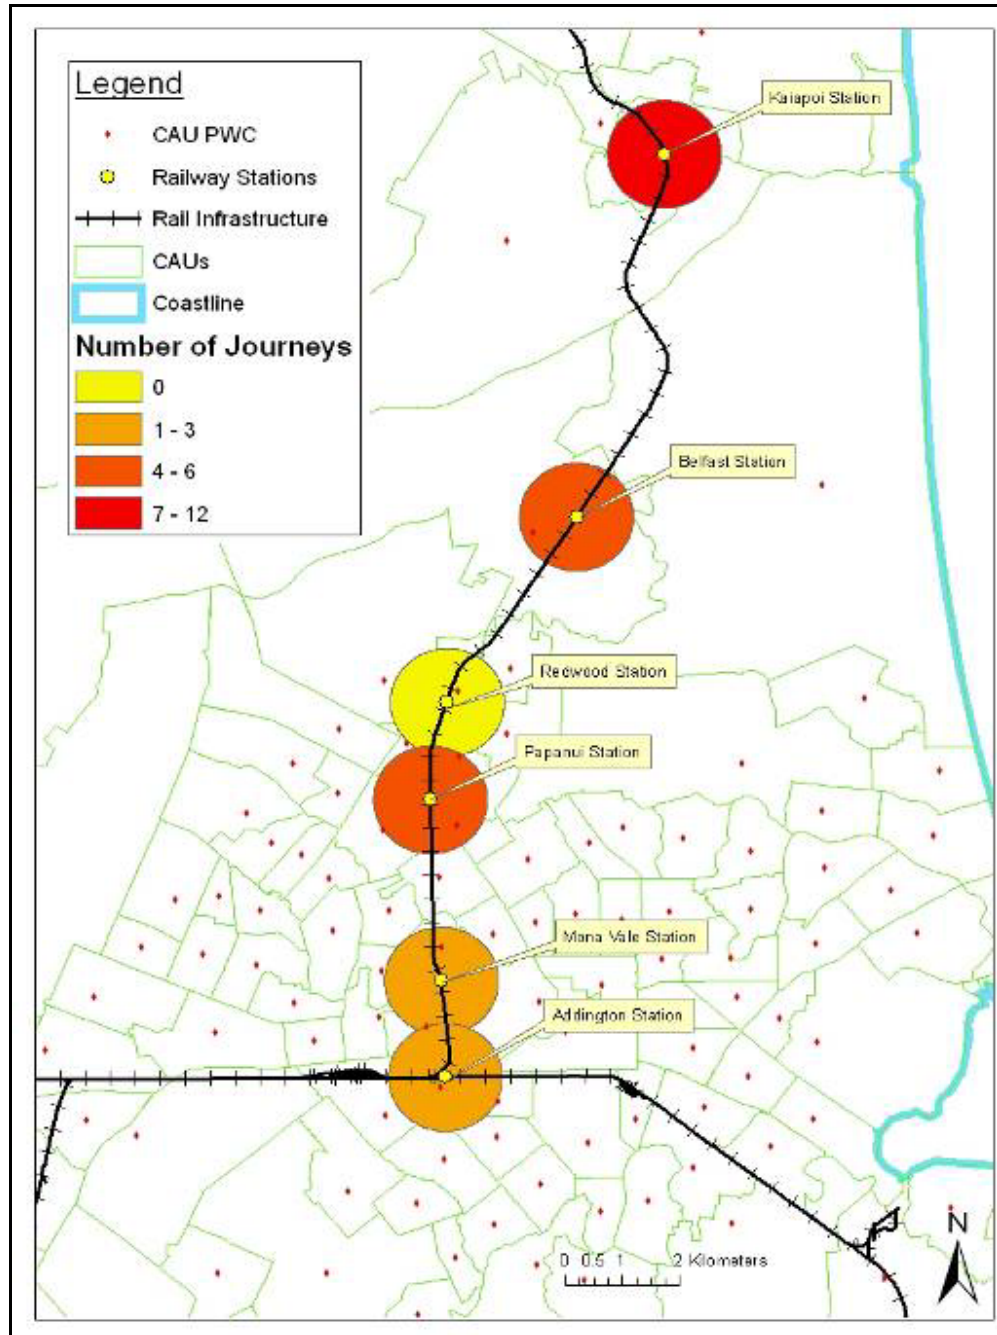 Legend
CAU PWC
Railway Stations
Rail Infrastructure
CAUs
Coastline
Number of Journeys
0
1 - 3
4 - 6
7 - 12
Kaiapoi Station
Belfast Station
Redwood Station
Papanui Station
Mona Vale Station
Addington Station
N
0 0.5 1 2 Kilometers